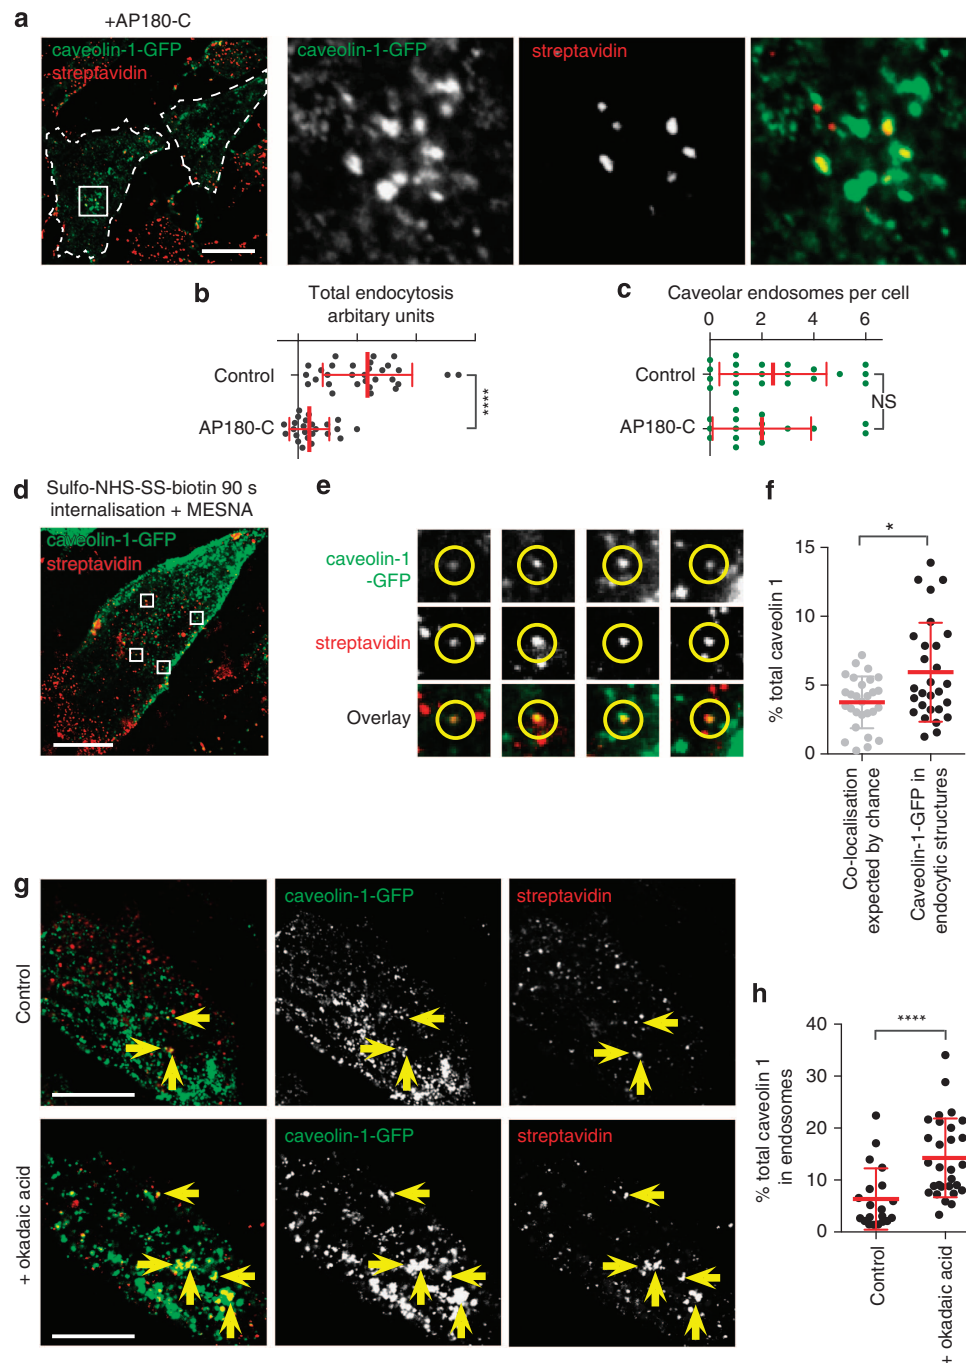 a
+AP180-C
caveolin-1-GFP
streptavidin
caveolin-1-GFP
streptavidin
b
Total endocytosis
arbitary units
Control
AP180-C
****
c
Caveolar endosomes per cell
0 2 4 6
Control
AP180-C
NS
d
Sulfo-NHS-SS-biotin 90 s
internalisation + MESNA
caveolin-1-GFP
streptavidin
e
caveolin-1
-GFP
streptavidin
Overlay
f
*
15
10
5
0
% total caveolin 1
Co-localisation
expected by chance
Caveolin-1-GFP in
endocytic structures
g
Control
caveolin-1-GFP
streptavidin
+ okadaic acid
caveolin-1-GFP
streptavidin
h
****
40
30
20
10
0
% total caveolin 1
in endosomes
Control
+ okadaic acid